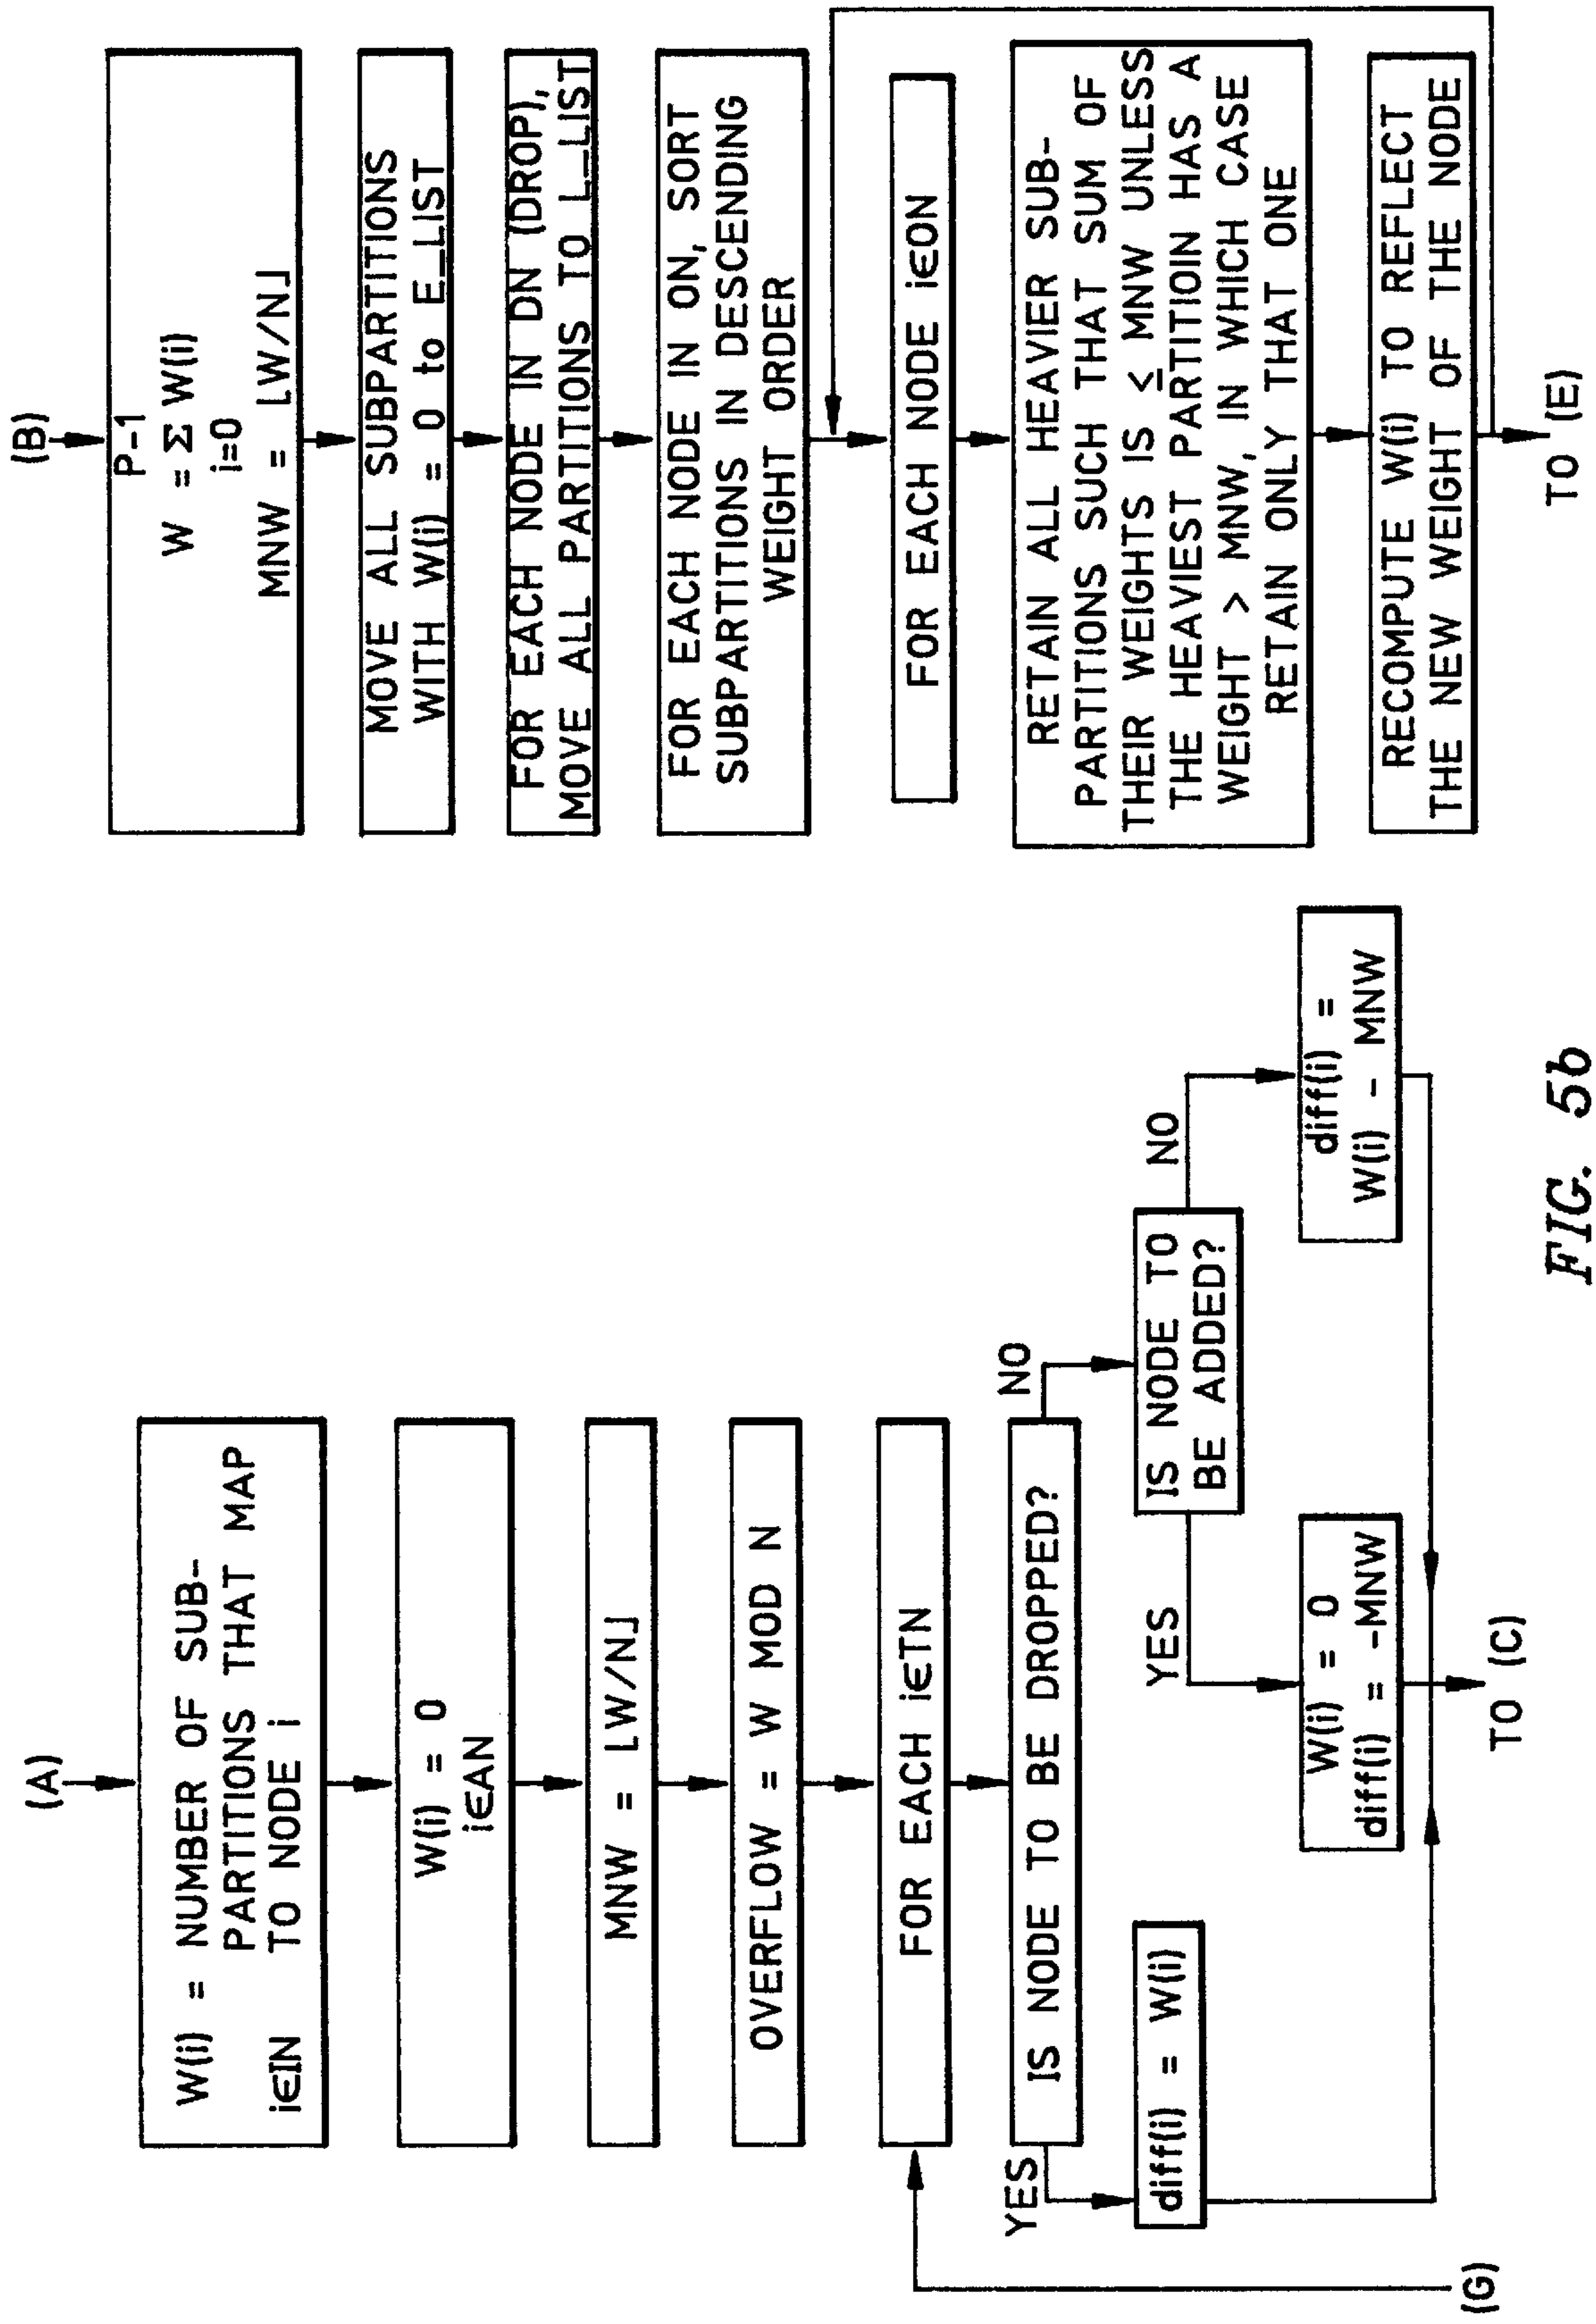 (A)
W(i) = NUMBER OF SUB-
PARTITIONS THAT MAP
i∈IN TO NODE i
W(i) = 0
i∈AN
MNW = ⌊W/N⌋
OVERFLOW = W MOD N
FOR EACH i∈TN
IS NODE TO BE DROPPED?
YES
NO
diff(i) = W(i)
IS NODE TO
BE ADDED?
YES
NO
W(i) = 0
diff(i) = -MNW
diff(i) =
W(i) - MNW
(G)
TO (C)
(B)
P-1
W = Σ W(i)
i=0
MNW = ⌊W/N⌋
MOVE ALL SUBPARTITIONS
WITH W(i) = 0 to E_LIST
FOR EACH NODE IN DN (DROP),
MOVE ALL PARTITIONS TO L_LIST
FOR EACH NODE IN ON, SORT
SUBPARTITIONS IN DESCENDING
WEIGHT ORDER
FOR EACH NODE i∈ON
RETAIN ALL HEAVIER SUB-
PARTITIONS SUCH THAT SUM OF
THEIR WEIGHTS IS ≤ MNW UNLESS
THE HEAVIEST PARTITIOIN HAS A
WEIGHT > MNW, IN WHICH CASE
RETAIN ONLY THAT ONE
RECOMPUTE W(i) TO REFLECT
THE NEW WEIGHT OF THE NODE
TO (E)
FIG. 5b